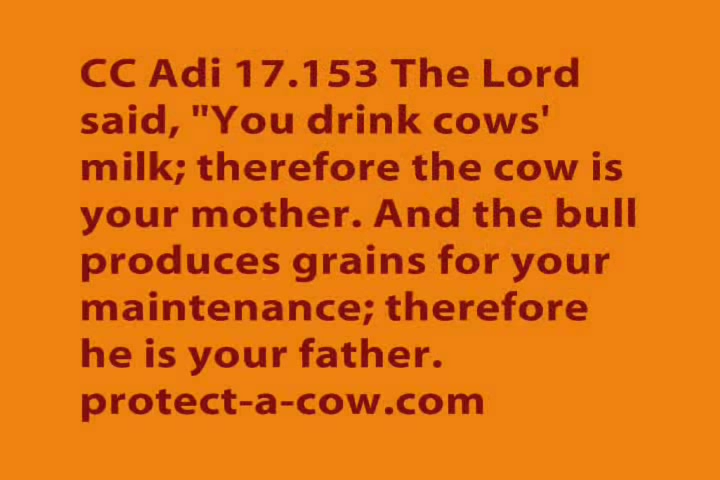 CC Adi 17.153 The Lord
said, "You drink cows'
milk; therefore the cow is
your mother. And the bull
produces grains for your
maintenance; therefore
he is your father.
protect-a-cow.com